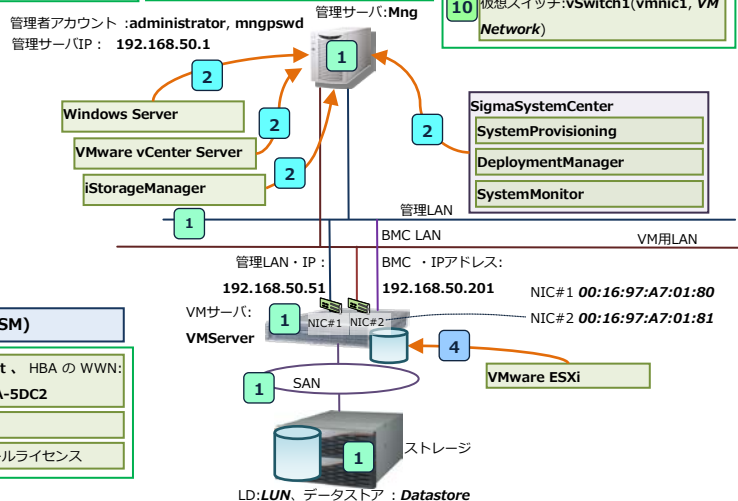 管理サーバ:Mng
管理者アカウント :administrator, mngpswd
管理サーバIP： 192.168.50.1
10
仮想スイッチ:vSwitch1(vmnic1, VM
Network)
1
2
Windows Server
2
VMware vCenter Server
2
iStorageManager
2
SigmaSystemCenter
SystemProvisioning
DeploymentManager
SystemMonitor
1
管理LAN
BMC LAN
VM用LAN
管理LAN・IP：
192.168.50.51
BMC ・IPアドレス:
192.168.50.201
NIC#1 00:16:97:A7:01:80
NIC#2 00:16:97:A7:01:81
VMサーバ:
VMServer
1
NIC#1
NIC#2
4
VMware ESXi
SM)
t 、 HBA の WWN:
A-5DC2
ールライセンス
1
SAN
1
ストレージ
LD:LUN、データストア：Datastore